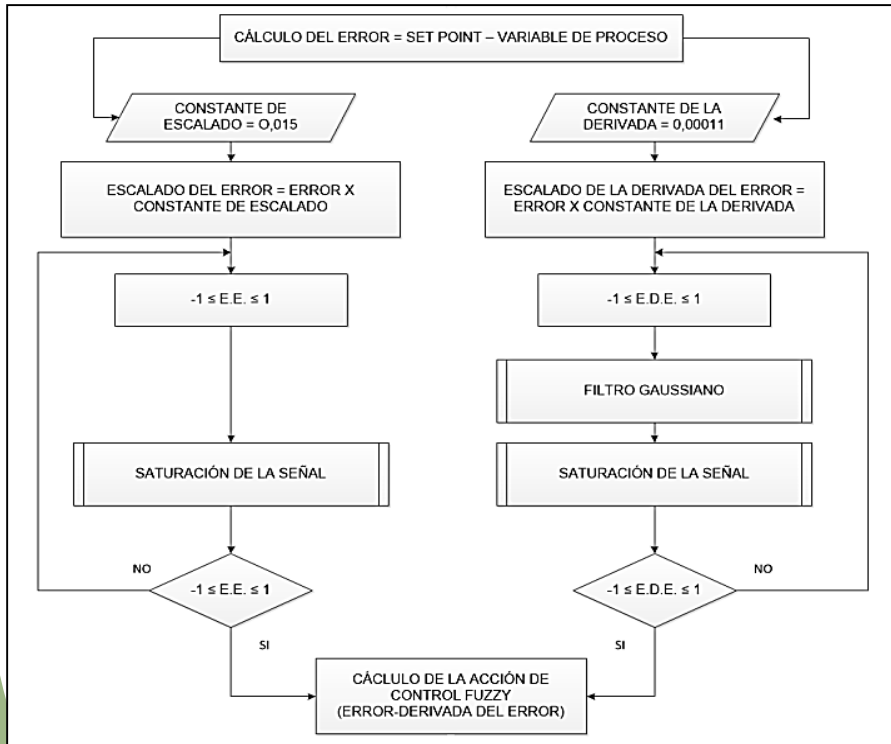 CÁLCULO DEL ERROR = SET POINT – VARIABLE DE PROCESO
CONSTANTE DE
ESCALADO = O,015
CONSTANTE DE LA
DERIVADA = 0,00011
ESCALADO DEL ERROR = ERROR X
CONSTANTE DE ESCALADO
ESCALADO DE LA DERIVADA DEL ERROR =
ERROR X CONSTANTE DE LA DERIVADA
-1 ≤ E.E. ≤ 1
-1 ≤ E.D.E. ≤ 1
FILTRO GAUSSIANO
SATURACIÓN DE LA SEÑAL
SATURACIÓN DE LA SEÑAL
NO
-1 ≤ E.E. ≤ 1
-1 ≤ E.D.E. ≤ 1
NO
SI
SI
CÁCLULO DE LA ACCIÓN DE
CONTROL FUZZY
(ERROR-DERIVADA DEL ERROR)